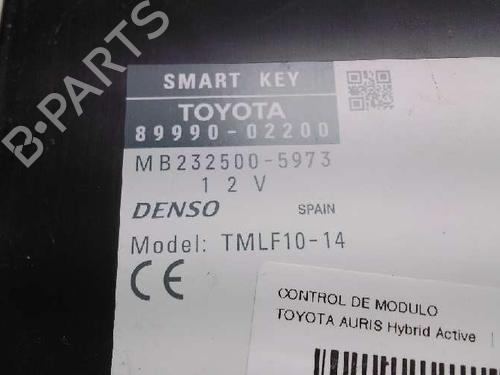 SMART KEY
TOYOTA
89990-02200
MB232500-5973
12V
DENSO SPAIN
Model: TMLF10-14
CE
CONTROL DE MODULO
TOYOTA AURIS Hybrid Active |
B-PARTS